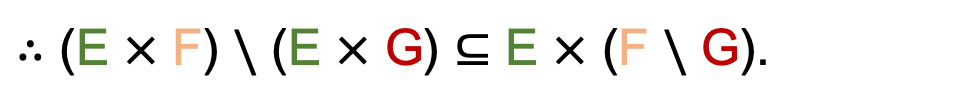 ∴ (E × F) \ (E × G) ⊆ E × (F \ G).